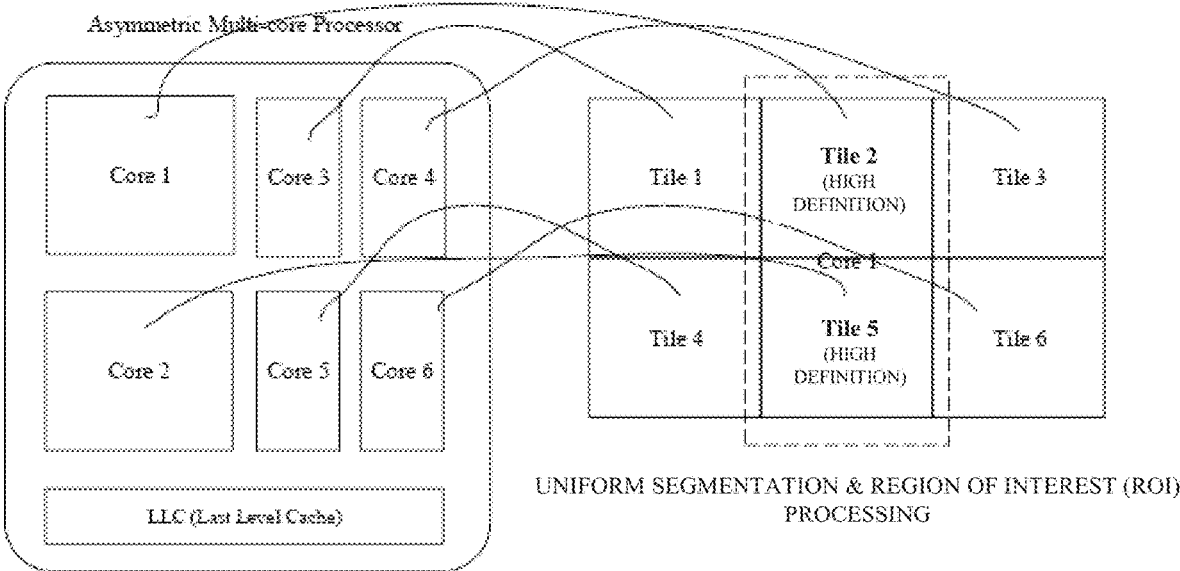 Asymmetric Multi-core Processor
Core 1
Core 3
Core 4
Core 2
Core 5
Core 6
LLC (Last Level Cache)
Tile 1
Tile 2
(HIGH
DEFINITION)
Tile 3
Core 1
Tile 4
Tile 5
(HIGH
DEFINITION)
Tile 6
UNIFORM SEGMENTATION & REGION OF INTEREST (ROI)
PROCESSING